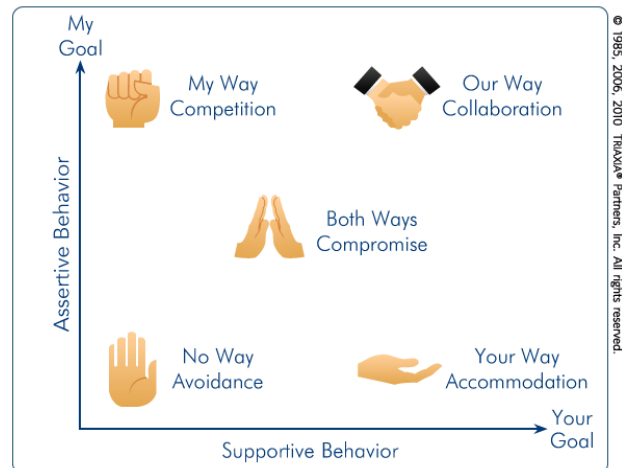 My
Goal
My Way
Competition
Our Way
Collaboration
Both Ways
Compromise
Assertive Behavior
No Way
Avoidance
Your Way
Accommodation
Your
Goal
Supportive Behavior
© 1985, 2006, 2010 TRIAXIA® Partners, Inc. All rights reserved.